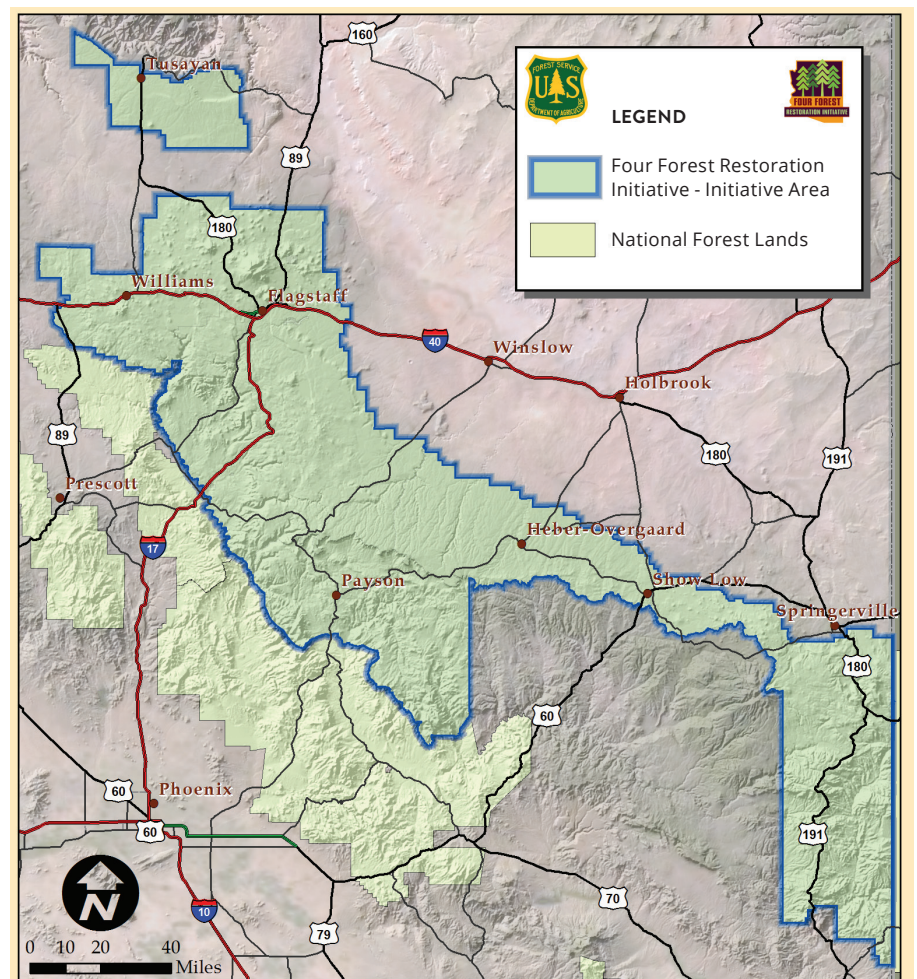 160
Tusayan
FOREST SERVICE
US
DEPARTMENT OF AGRICULTURE
FOUR FOREST
RESTORATION INITIATIVE
LEGEND
Four Forest Restoration
Initiative - Initiative Area
National Forest Lands
89
180
Williams
Flagstaff
40
Winslow
Holbrook
89
180
191
Prescott
Heber-Overgaard
17
Payson
Show Low
Springerville
180
60
60
Phoenix
60
191
N
10
70
79
0 10 20 40
Miles